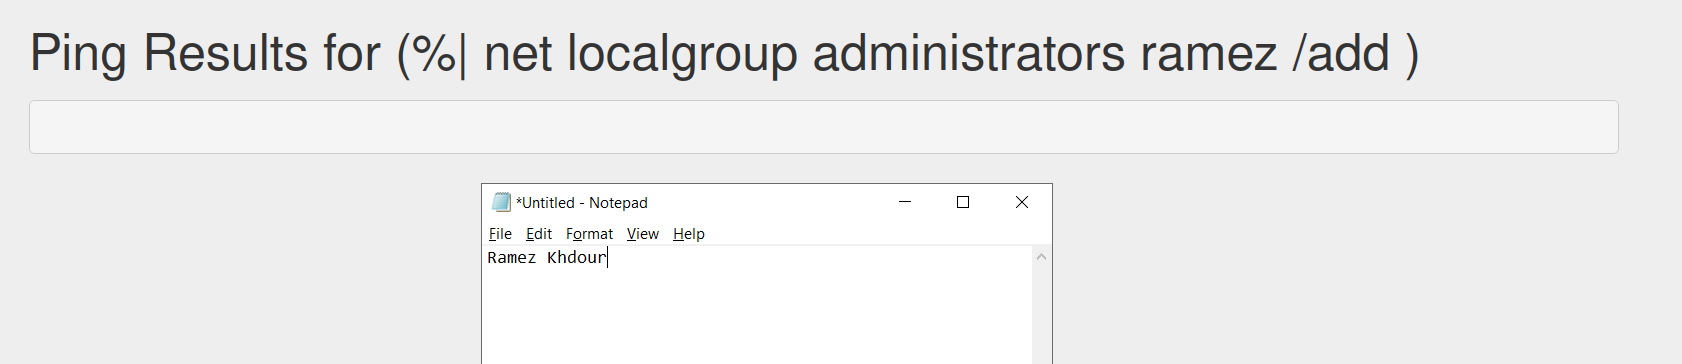 Ping Results for (%| net localgroup administrators ramez /add )
*Untitled - Notepad
File Edit Format View Help
Ramez Khdour